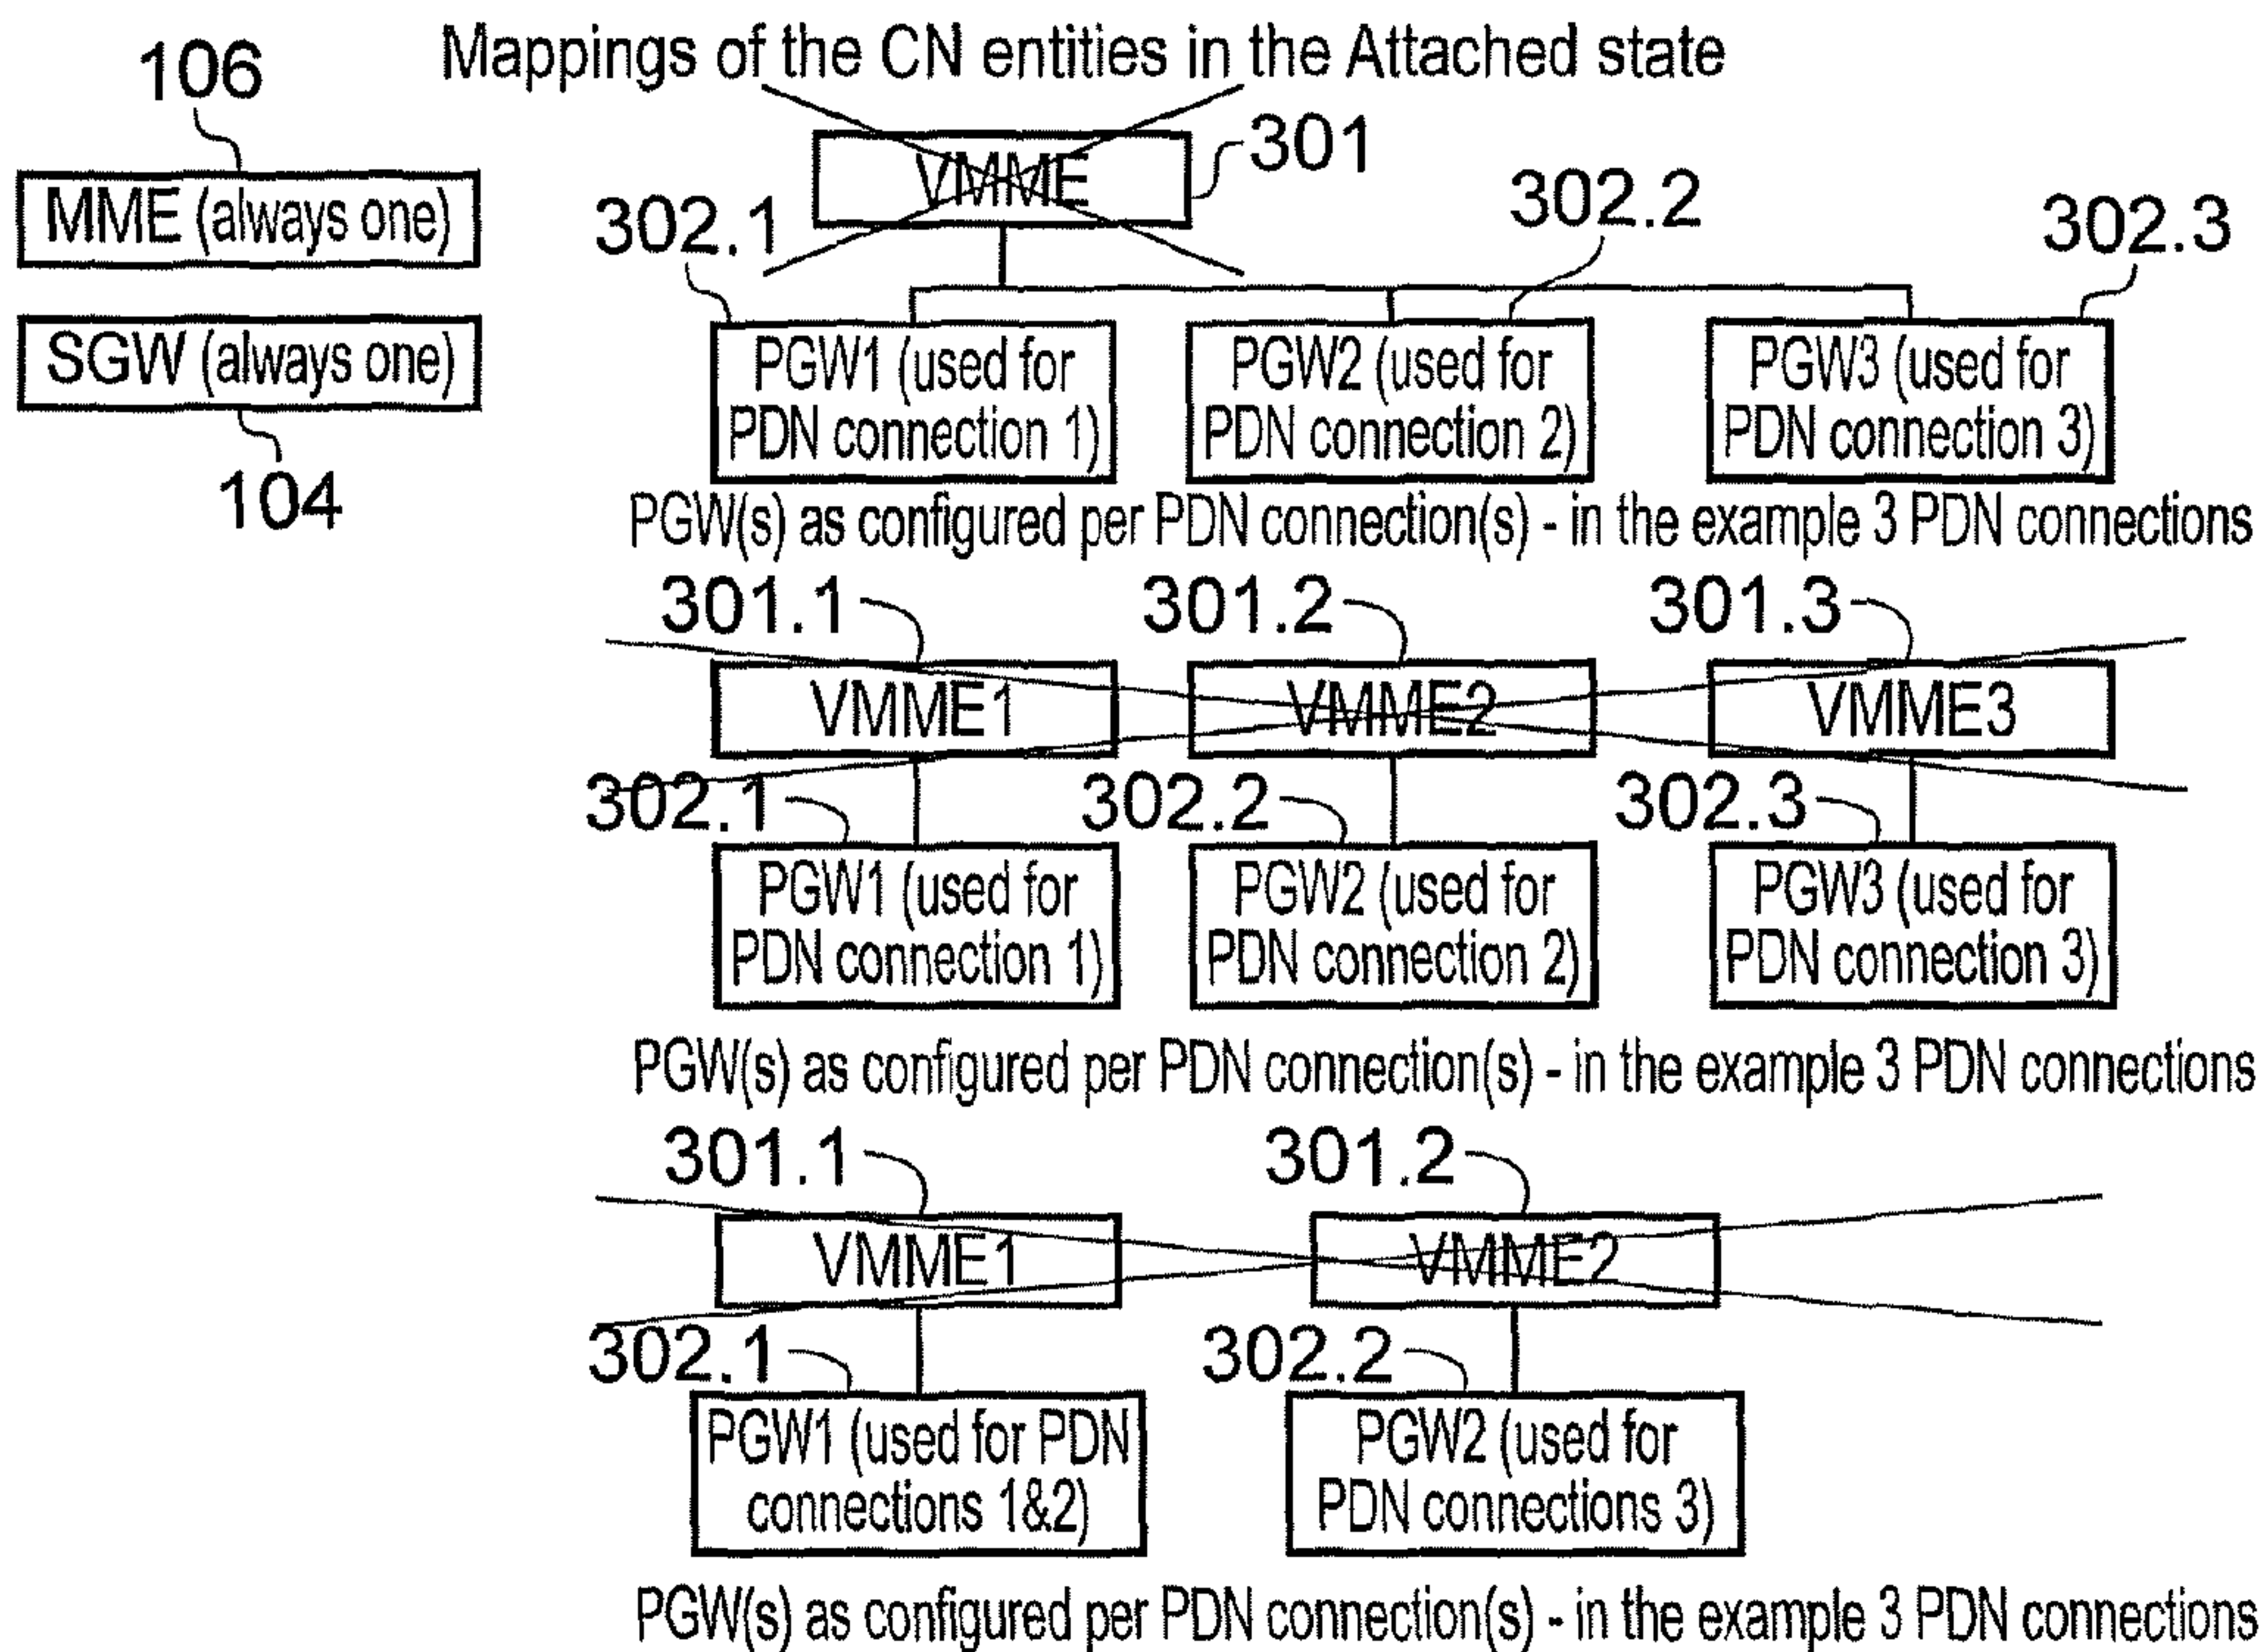 Mappings of the CN entities in the Attached state
106
MME (always one)
SGW (always one)
104
VMME
301
302.1
302.2
302.3
PGW1 (used for
PDN connection 1)
PGW2 (used for
PDN connection 2)
PGW3 (used for
PDN connection 3)
PGW(s) as configured per PDN connection(s) - in the example 3 PDN connections
301.1
301.2
301.3
VMME1
VMME2
VMME3
302.1
302.2
302.3
PGW1 (used for
PDN connection 1)
PGW2 (used for
PDN connection 2)
PGW3 (used for
PDN connection 3)
PGW(s) as configured per PDN connection(s) - in the example 3 PDN connections
301.1
301.2
VMME1
VMME2
302.1
302.2
PGW1 (used for PDN
connections 1&2)
PGW2 (used for
PDN connections 3)
PGW(s) as configured per PDN connection(s) - in the example 3 PDN connections